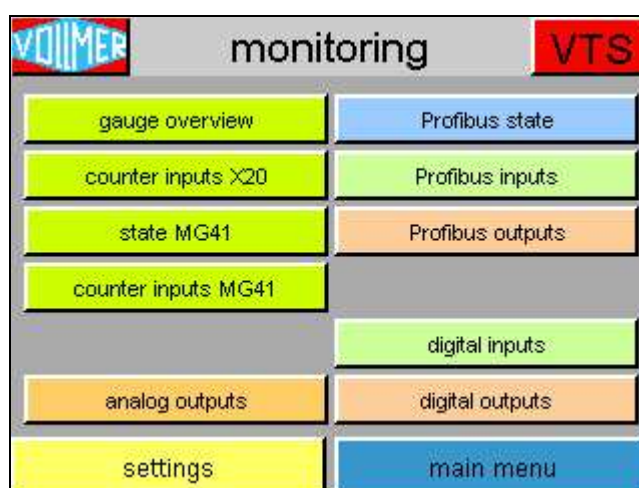 VOLLMER monitoring VTS
gauge overview Profibus state
counter inputs X20 Profibus inputs
state MG41 Profibus outputs
counter inputs MG41
digital inputs
analog outputs digital outputs
settings main menu